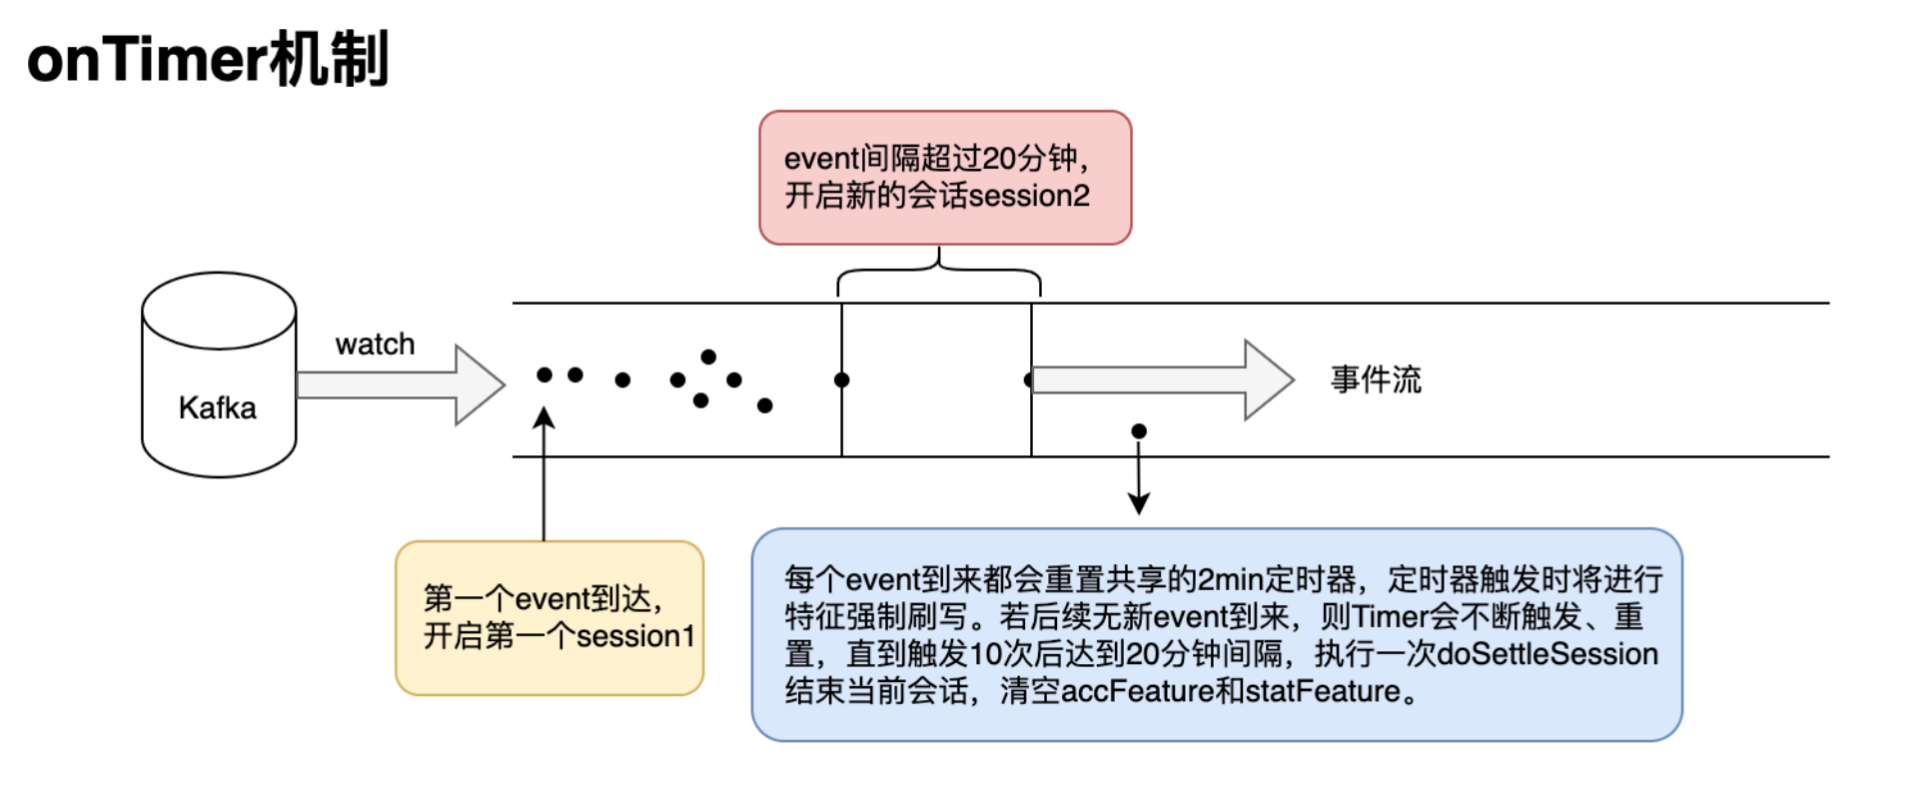 onTimer机制
event间隔超过20分钟，
开启新的会话session2
watch
Kafka
事件流
第一个event到达，
开启第一个session1
每个event到来都会重置共享的2min定时器，定时器触发时将进行
特征强制刷写。若后续无新event到来，则Timer会不断触发、重
置，直到触发10次后达到20分钟间隔，执行一次doSettleSession
结束当前会话，清空accFeature和statFeature。